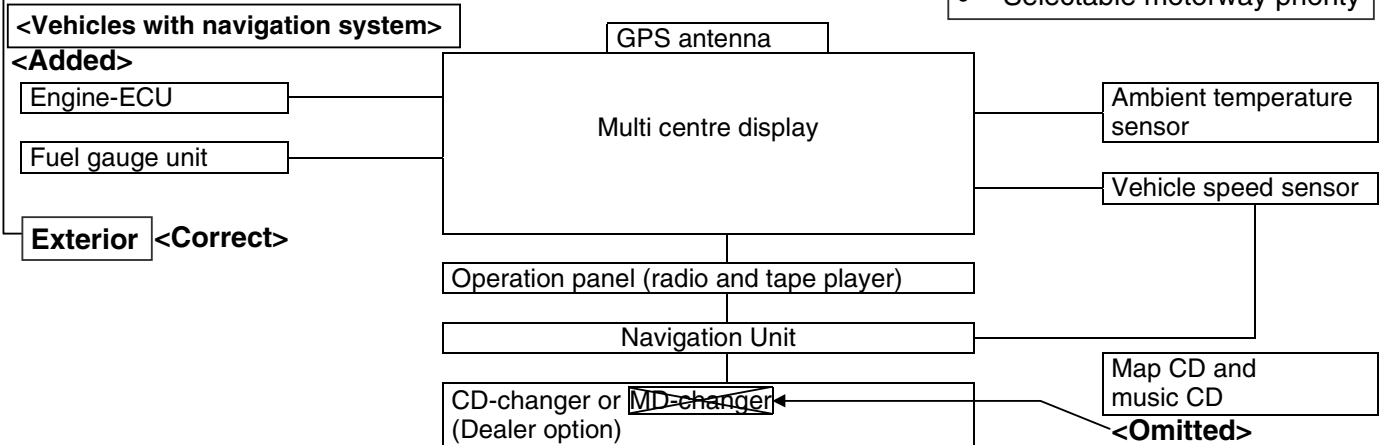 • Selectable motorway priority
<Vehicles with navigation system>
<Added>
GPS antenna
Engine-ECU
Multi centre display
Ambient temperature
sensor
Fuel gauge unit
Vehicle speed sensor
Exterior <Correct>
Operation panel (radio and tape player)
Navigation Unit
Map CD and
music CD
CD-changer or MD-changer
(Dealer option)
<Omitted>